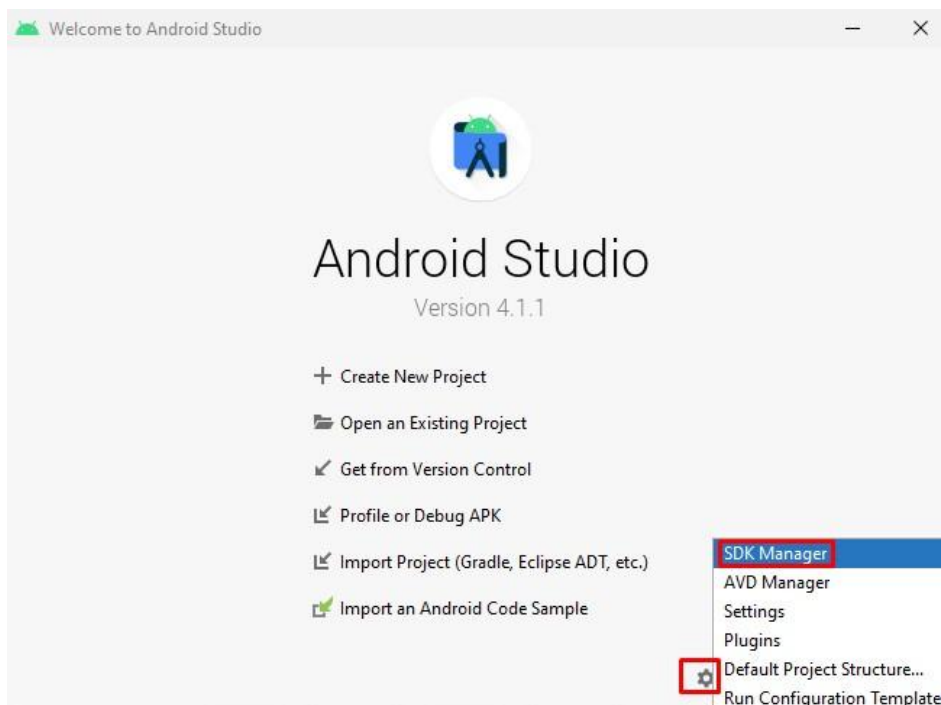 Welcome to Android Studio
Android Studio
Version 4.1.1
Create New Project
Open an Existing Project
Get from Version Control
Profile or Debug APK
Import Project (Gradle, Eclipse ADT, etc.)
Import an Android Code Sample
SDK Manager
AVD Manager
Settings
Plugins
Default Project Structure...
Run Configuration Template